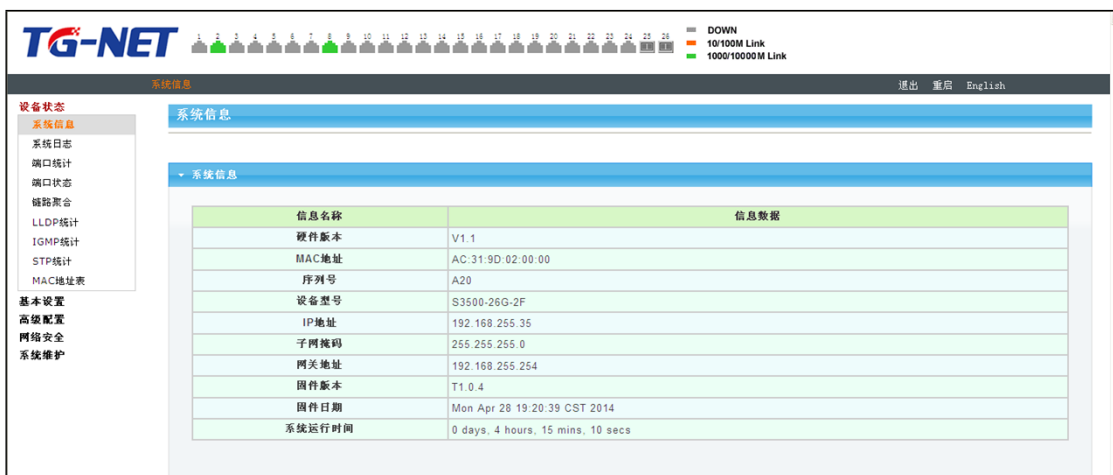 TG-NET
1 2 3 4 5 6 7 8 9 10 11 12 13 14 15 16 17 18 19 20 21 22 23 24 25 26
DOWN
10/100M Link
1000/10000M Link
系统信息
退出 重启 English
设备状态
系统信息
系统日志
端口统计
端口状态
链路聚合
LLDP统计
IGMP统计
STP统计
MAC地址表
基本设置
高级配置
网络安全
系统维护
系统信息
系统信息
信息名称 信息数据
硬件版本 V1.1
MAC地址 AC:31:9D:02:00:00
序列号 A20
设备型号 S3500-26G-2F
IP地址 192.168.255.35
子网掩码 255.255.255.0
网关地址 192.168.255.254
固件版本 T1.0.4
固件日期 Mon Apr 28 19:20:39 CST 2014
系统运行时间 0 days, 4 hours, 15 mins, 10 secs